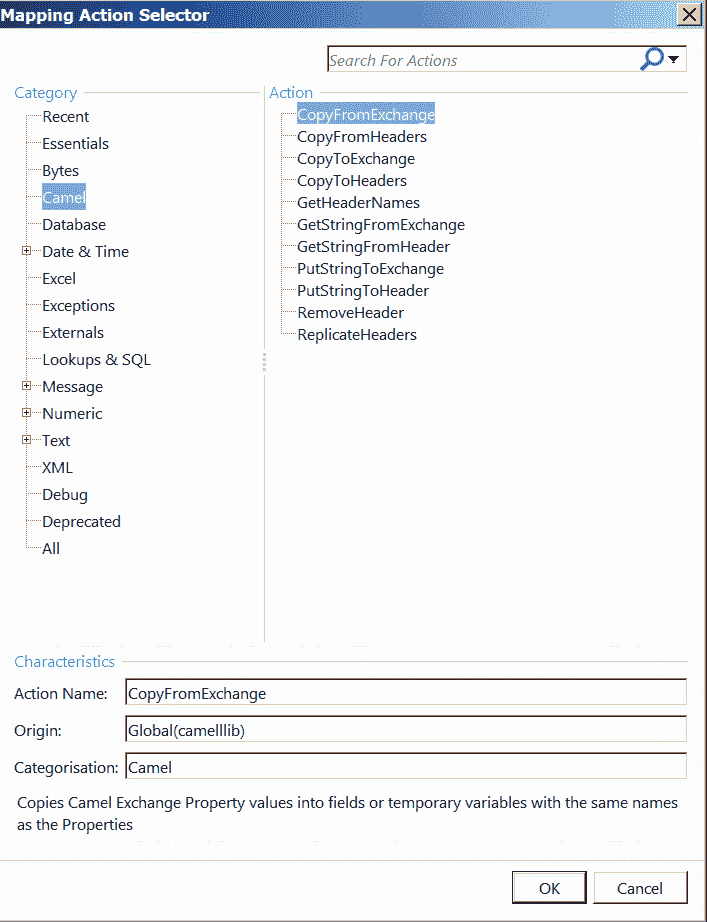 Mapping Action Selector
Search For Actions
Category
Recent
Essentials
Bytes
Camel
Database
Date & Time
Excel
Exceptions
Externals
Lookups & SQL
Message
Numeric
Text
XML
Debug
Deprecated
All
Action
CopyFromExchange
CopyFromHeaders
CopyToExchange
CopyToHeaders
GetHeaderNames
GetStringFromExchange
GetStringFromHeader
PutStringToExchange
PutStringToHeader
RemoveHeader
ReplicateHeaders
Characteristics
Action Name: CopyFromExchange
Origin: Global(camelllib)
Categorisation: Camel
Copies Camel Exchange Property values into fields or temporary variables with the same names
as the Properties
OK Cancel